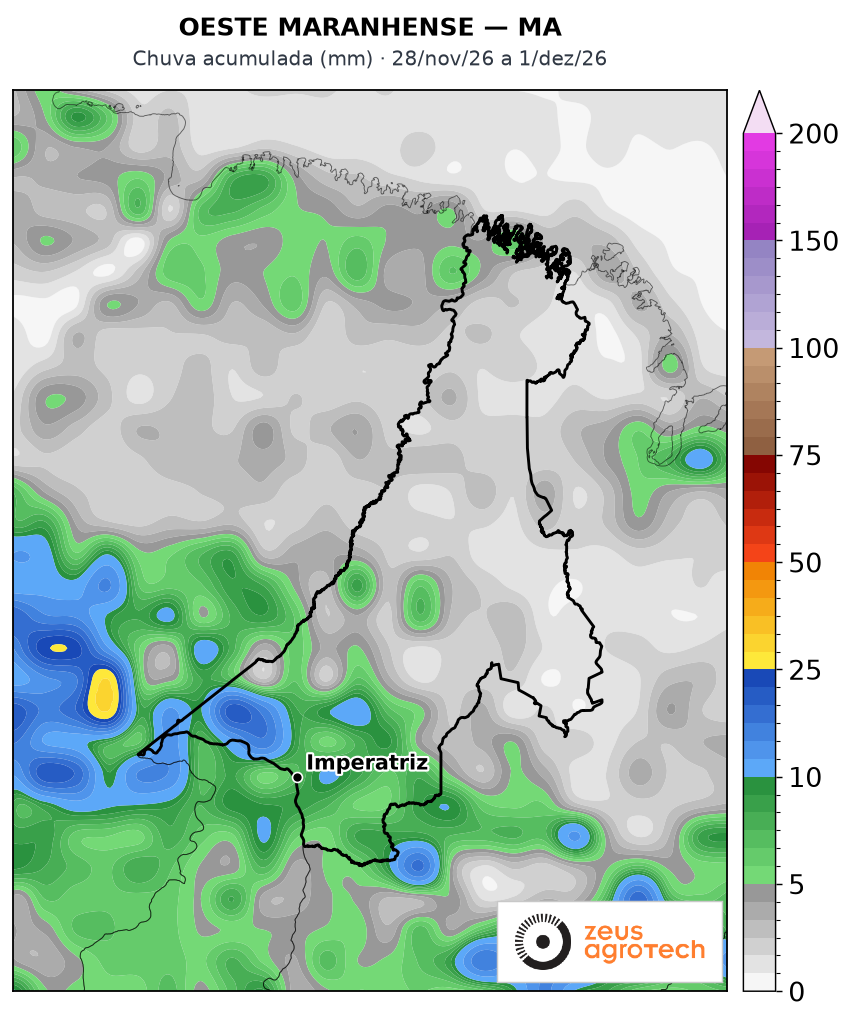 OESTE MARANHENSE — MA
Chuva acumulada (mm) · 28/nov/26 a 1/dez/26
200
150
100
75
50
25
10
5
0
Imperatriz
zeus
agrotech